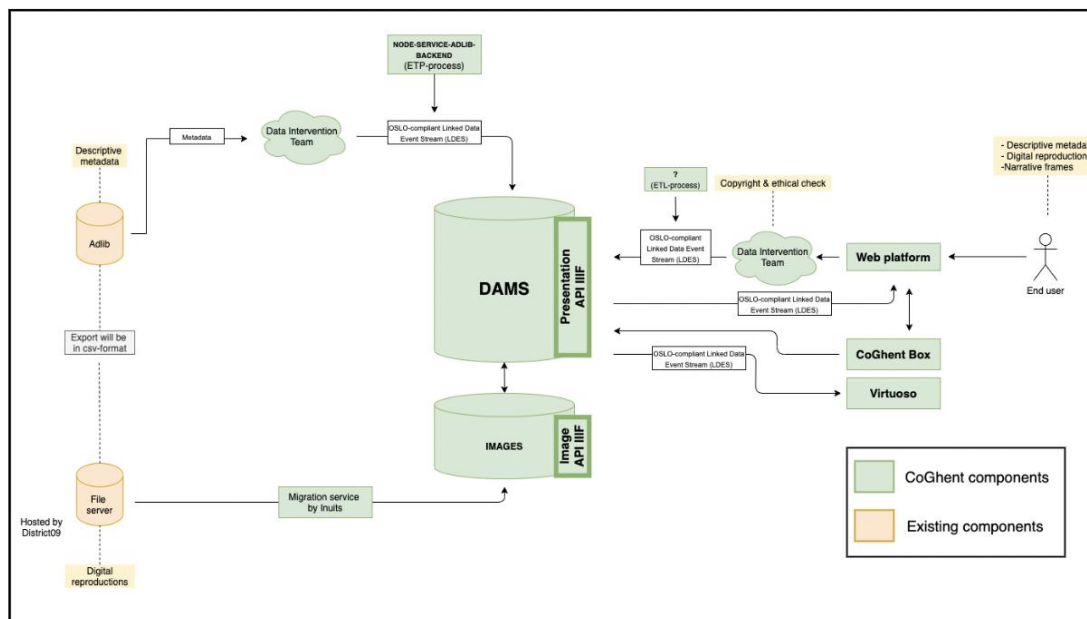 NODE-SERVICE-ADLIB-
BACKEND
(ETP-process)
Descriptive
metadata
Metadata
Data Intervention
Team
OSLO-compliant Linked Data
Event Stream (LDES)
- Descriptive metadat
- Digital reproduction
-Narrative frames
?
(ETL-process)
Copyright & ethical check
Adlib
OSLO-compliant
Linked Data Event
Stream (LDES)
Data Intervention
Team
Web platform
End user
DAMS
Presentation
API IIIF
OSLO-compliant Linked Data
Event Stream (LDES)
Export will be
in csv-format
OSLO-compliant Linked Data
Event Stream (LDES)
CoGhent Box
Virtuoso
IMAGES
Image
API IIIF
File
server
Hosted by
District09
Migration service
by Inuits
Digital
reproductions
CoGhent components
Existing components